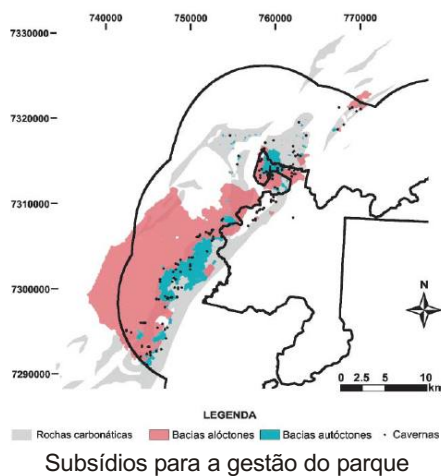 740000 750000 760000 770000
7330000
7320000
7310000
7300000
7290000
N
0 2.5 5 10
km
LEGENDA
Rochas carbonáticas Bacias alóctones Bacias autóctones Cavernas
Subsídios para a gestão do parque